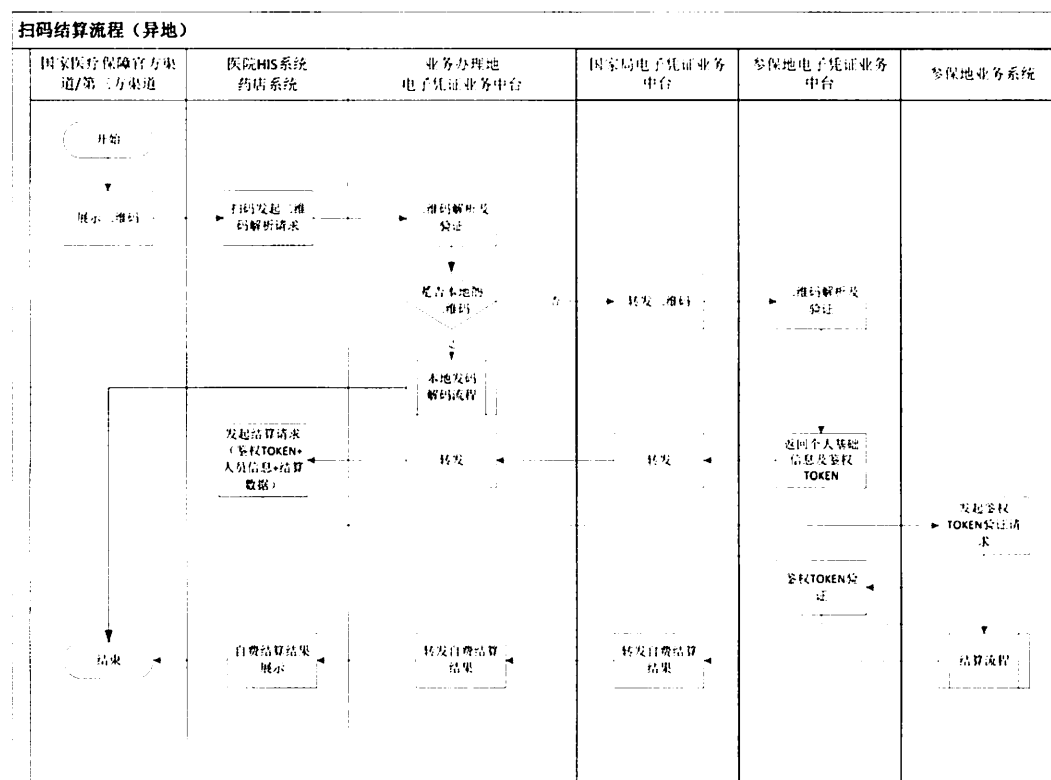 扫码结算流程（异地）
国家医疗保障官方渠
道/第三方渠道
医院HIS系统
药店系统
业务办理地
电子凭证业务中台
国家局电子凭证业务
中台
参保地电子凭证业务
中台
参保地业务系统
开始
展示二维码
扫码发起二维
码解析请求
二维码解析及
验证
是否本地的
二维码
否
转发二维码
二维码解析及
验证
是
本地发码
解码流程
发起结算请求
（鉴权TOKEN+
人员信息+结算
数据）
转发
转发
返回个人基础
信息及鉴权
TOKEN
发起鉴权
TOKEN验证请
求
鉴权TOKEN验
证
结束
自费结算结果
展示
转发自费结算
结果
转发自费结算
结果
结算流程